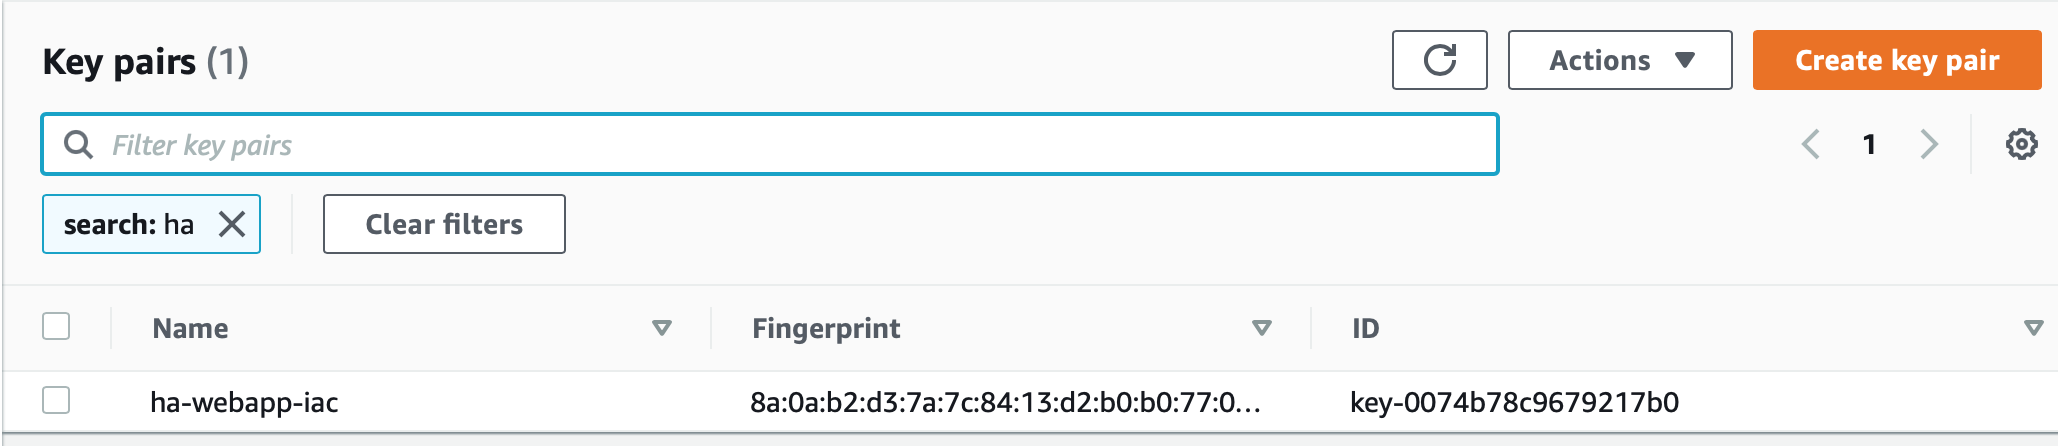 Key pairs (1)
Actions
Create key pair
Filter key pairs
1
search: ha
Clear filters
Name Fingerprint ID
ha-webapp-iac 8a:0a:b2:d3:7a:7c:84:13:d2:b0:b0:77:0... key-0074b78c9679217b0